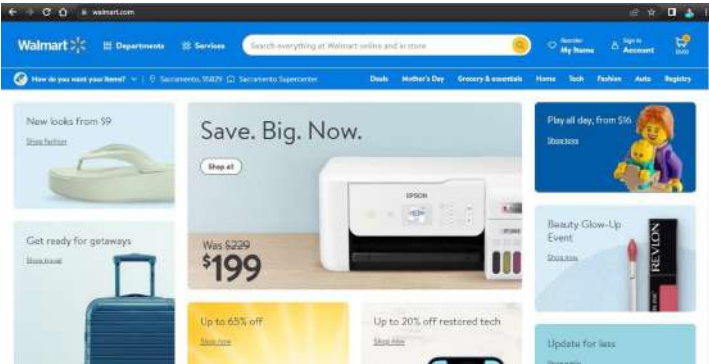 walmart.com
Walmart
Departments
Services
Search everything at Walmart online and in store
Reorder
My Items
Sign In
Account
$0.00
How do you want your items?
Sacramento, 95829
Sacramento Supercenter
Deals
Mother's Day
Grocery & essentials
Home
Tech
Fashion
Auto
Registry
New looks from $9
Shop fashion
Save. Big. Now.
Shop all
EPSON
Was $229
$199
Play all day, from $16
Shop now
Get ready for getaways
Shop travel
Beauty Glow-Up
Event
Shop now
REVLON
Up to 65% off
Shop now
Up to 20% off restored tech
Shop now
Update for less